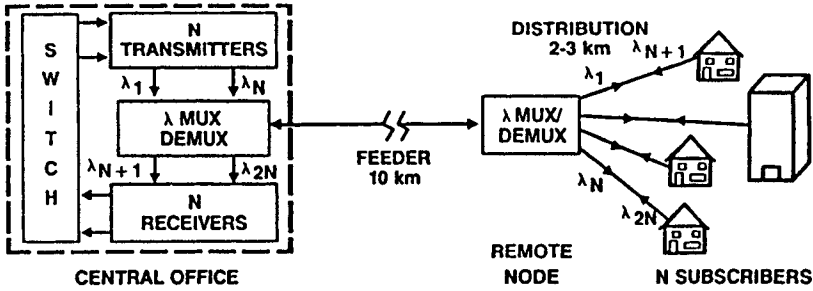 SWITCH
N
TRANSMITTERS
λ1
λN
λ MUX
DEMUX
λN+1
λ2N
N
RECEIVERS
CENTRAL OFFICE
FEEDER
10 km
λ MUX/
DEMUX
REMOTE
NODE
DISTRIBUTION
2-3 km
λ1
λN+1
λN
λ2N
N SUBSCRIBERS